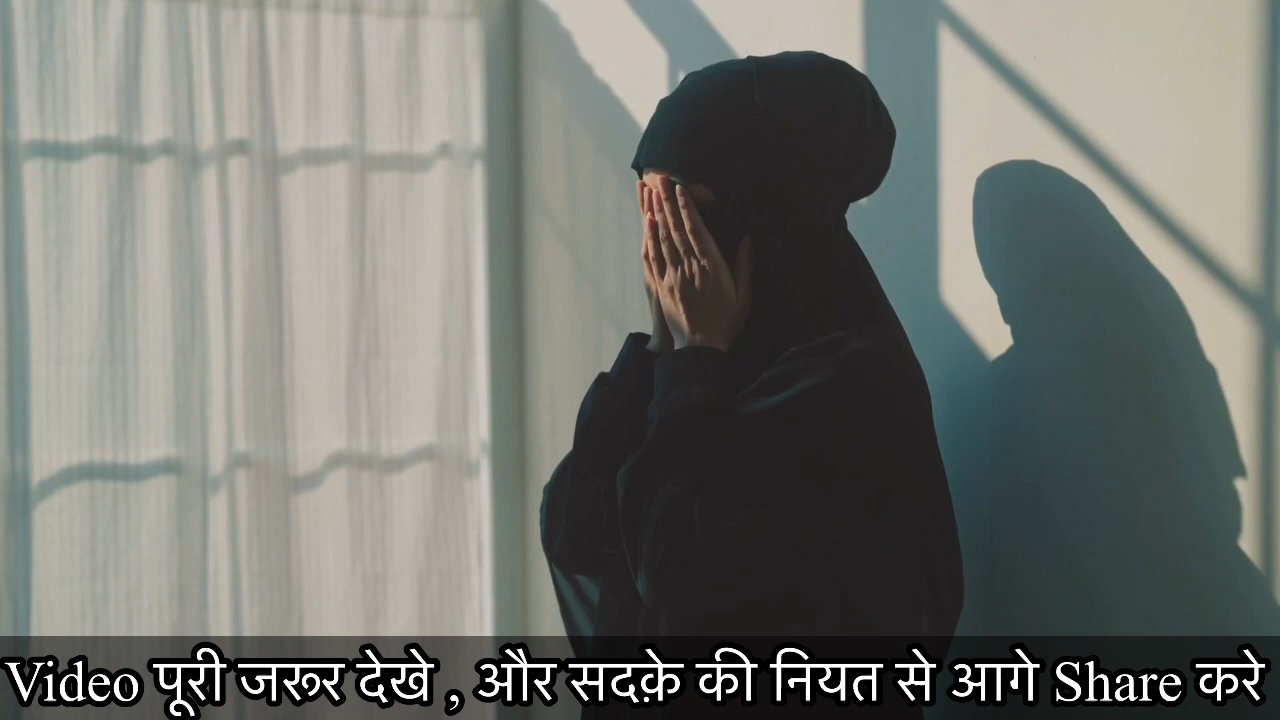 Video पूरी जरूर देखे , और सदक़े की नियत से आगे Share करे